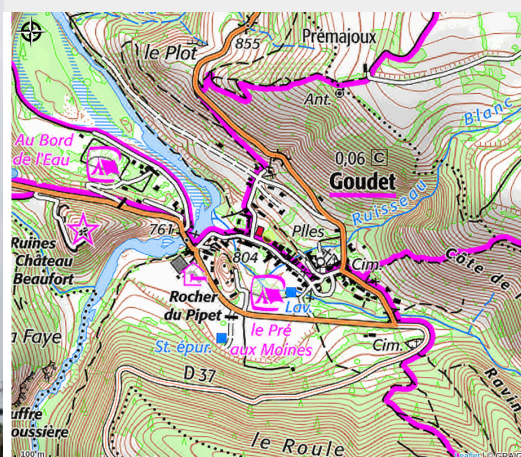 le Plot
855
Prémajoux
Ant.
Blanc
Au Bord
de l'Eau
0,06 C
Goudet
Ruisseau
761
Plles
804
Cim.
Côte de l
Ruines
Château
Beaufort
Rocher
du Pipet
Lav.
le Pré
aux Moines
St. épur.
a Faye
Cim.
D 37
Ravin
uffre
oussière
le Roule
100 m
Leaflet